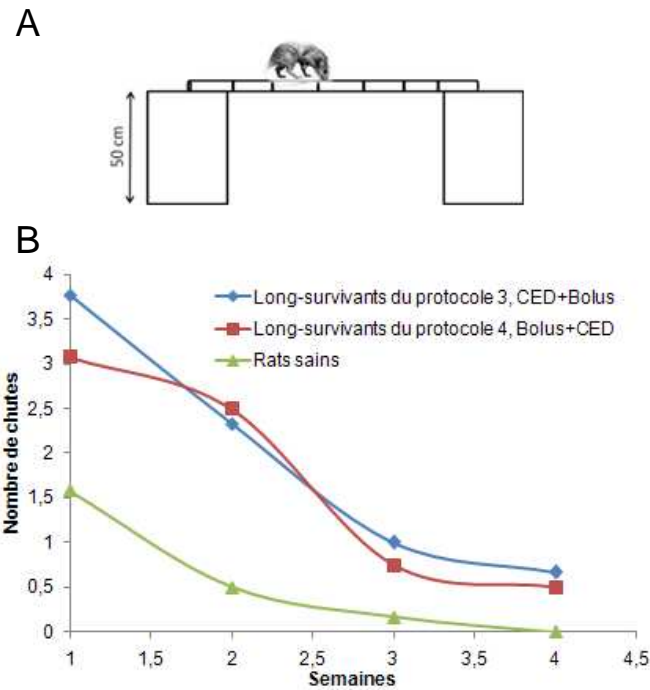 A
50 cm
B
Nombre de chutes
4
3,5
3
2,5
2
1,5
1
0,5
0
Long-survivants du protocole 3, CED+Bolus
Long-survivants du protocole 4, Bolus+CED
Rats sains
1 1,5 2 2,5 3 3,5 4 4,5
Semaines